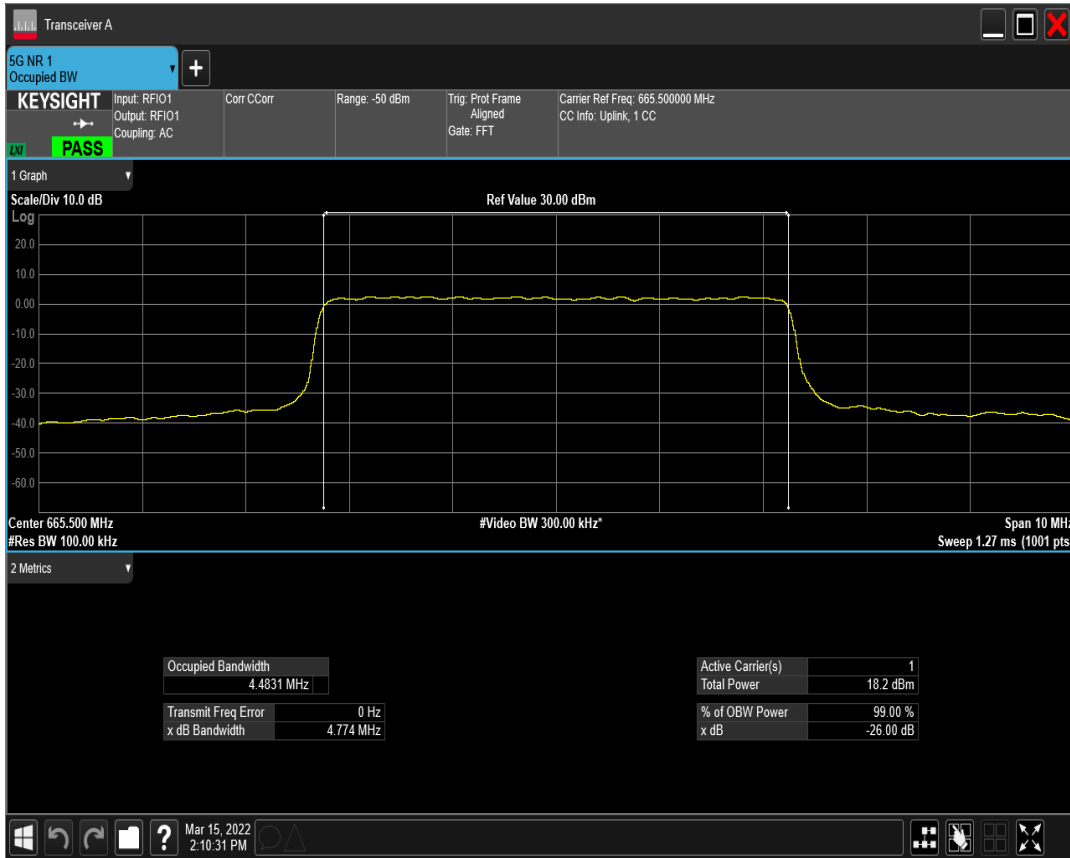 Transceiver A
5G NR 1
Occupied BW
KEYSIGHT
LXI
PASS
Input: RFIO1
Output: RFIO1
Coupling: AC
Corr CCorr
Range: -50 dBm
Trig: Prot Frame
Aligned
Gate: FFT
Carrier Ref Freq: 665.500000 MHz
CC Info: Uplink, 1 CC
1 Graph
Scale/Div 10.0 dB
Ref Value 30.00 dBm
Log
20.0
10.0
0.00
-10.0
-20.0
-30.0
-40.0
-50.0
-60.0
Center 665.500 MHz
#Video BW 300.00 kHz*
Span 10 MHz
#Res BW 100.00 kHz
Sweep 1.27 ms (1001 pts
2 Metrics
Occupied Bandwidth
4.4831 MHz
Transmit Freq Error 0 Hz
x dB Bandwidth 4.774 MHz
Active Carrier(s) 1
Total Power 18.2 dBm
% of OBW Power 99.00 %
x dB -26.00 dB
Mar 15, 2022
2:10:31 PM